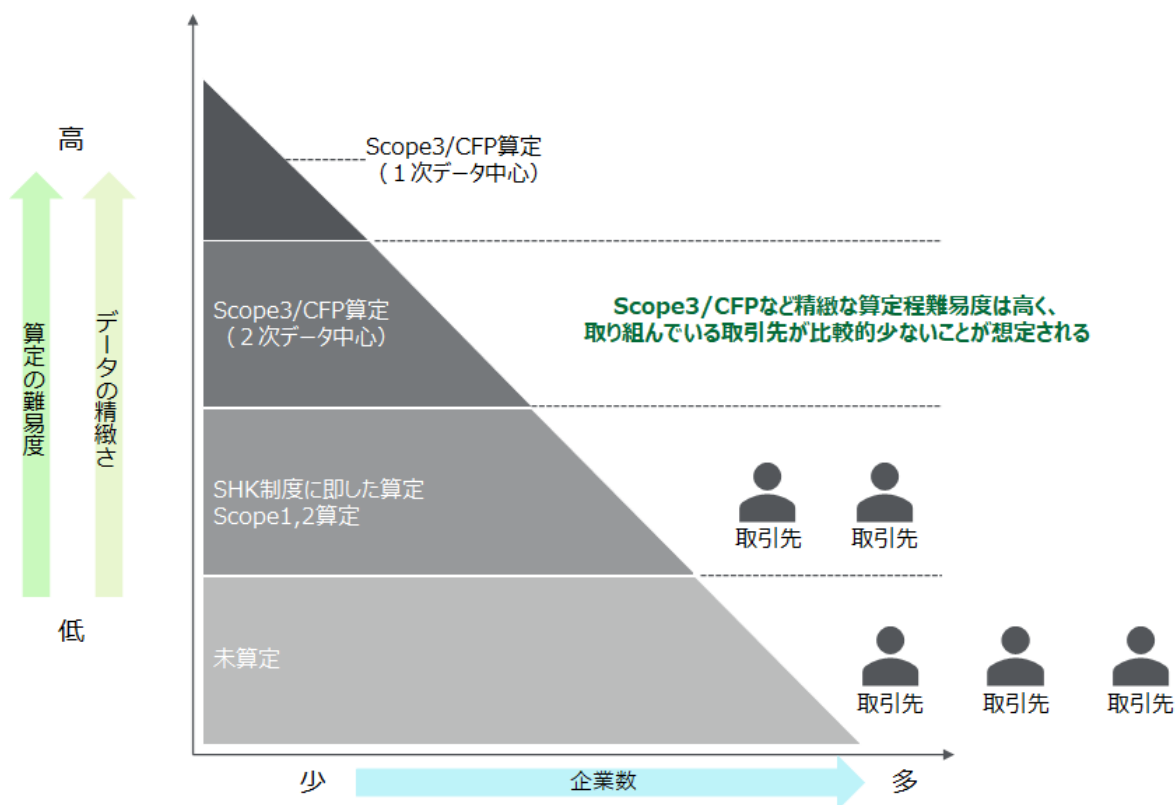 高
Scope3/CFP算定
（１次データ中心）
Scope3/CFP算定
（２次データ中心）
Scope3/CFPなど精緻な算定程難易度は高く、
取り組んでいる取引先が比較的少ないことが想定される
算定の難易度
データの精緻さ
SHK制度に即した算定
Scope1,2算定
取引先
取引先
低
未算定
取引先
取引先
取引先
少
企業数
多